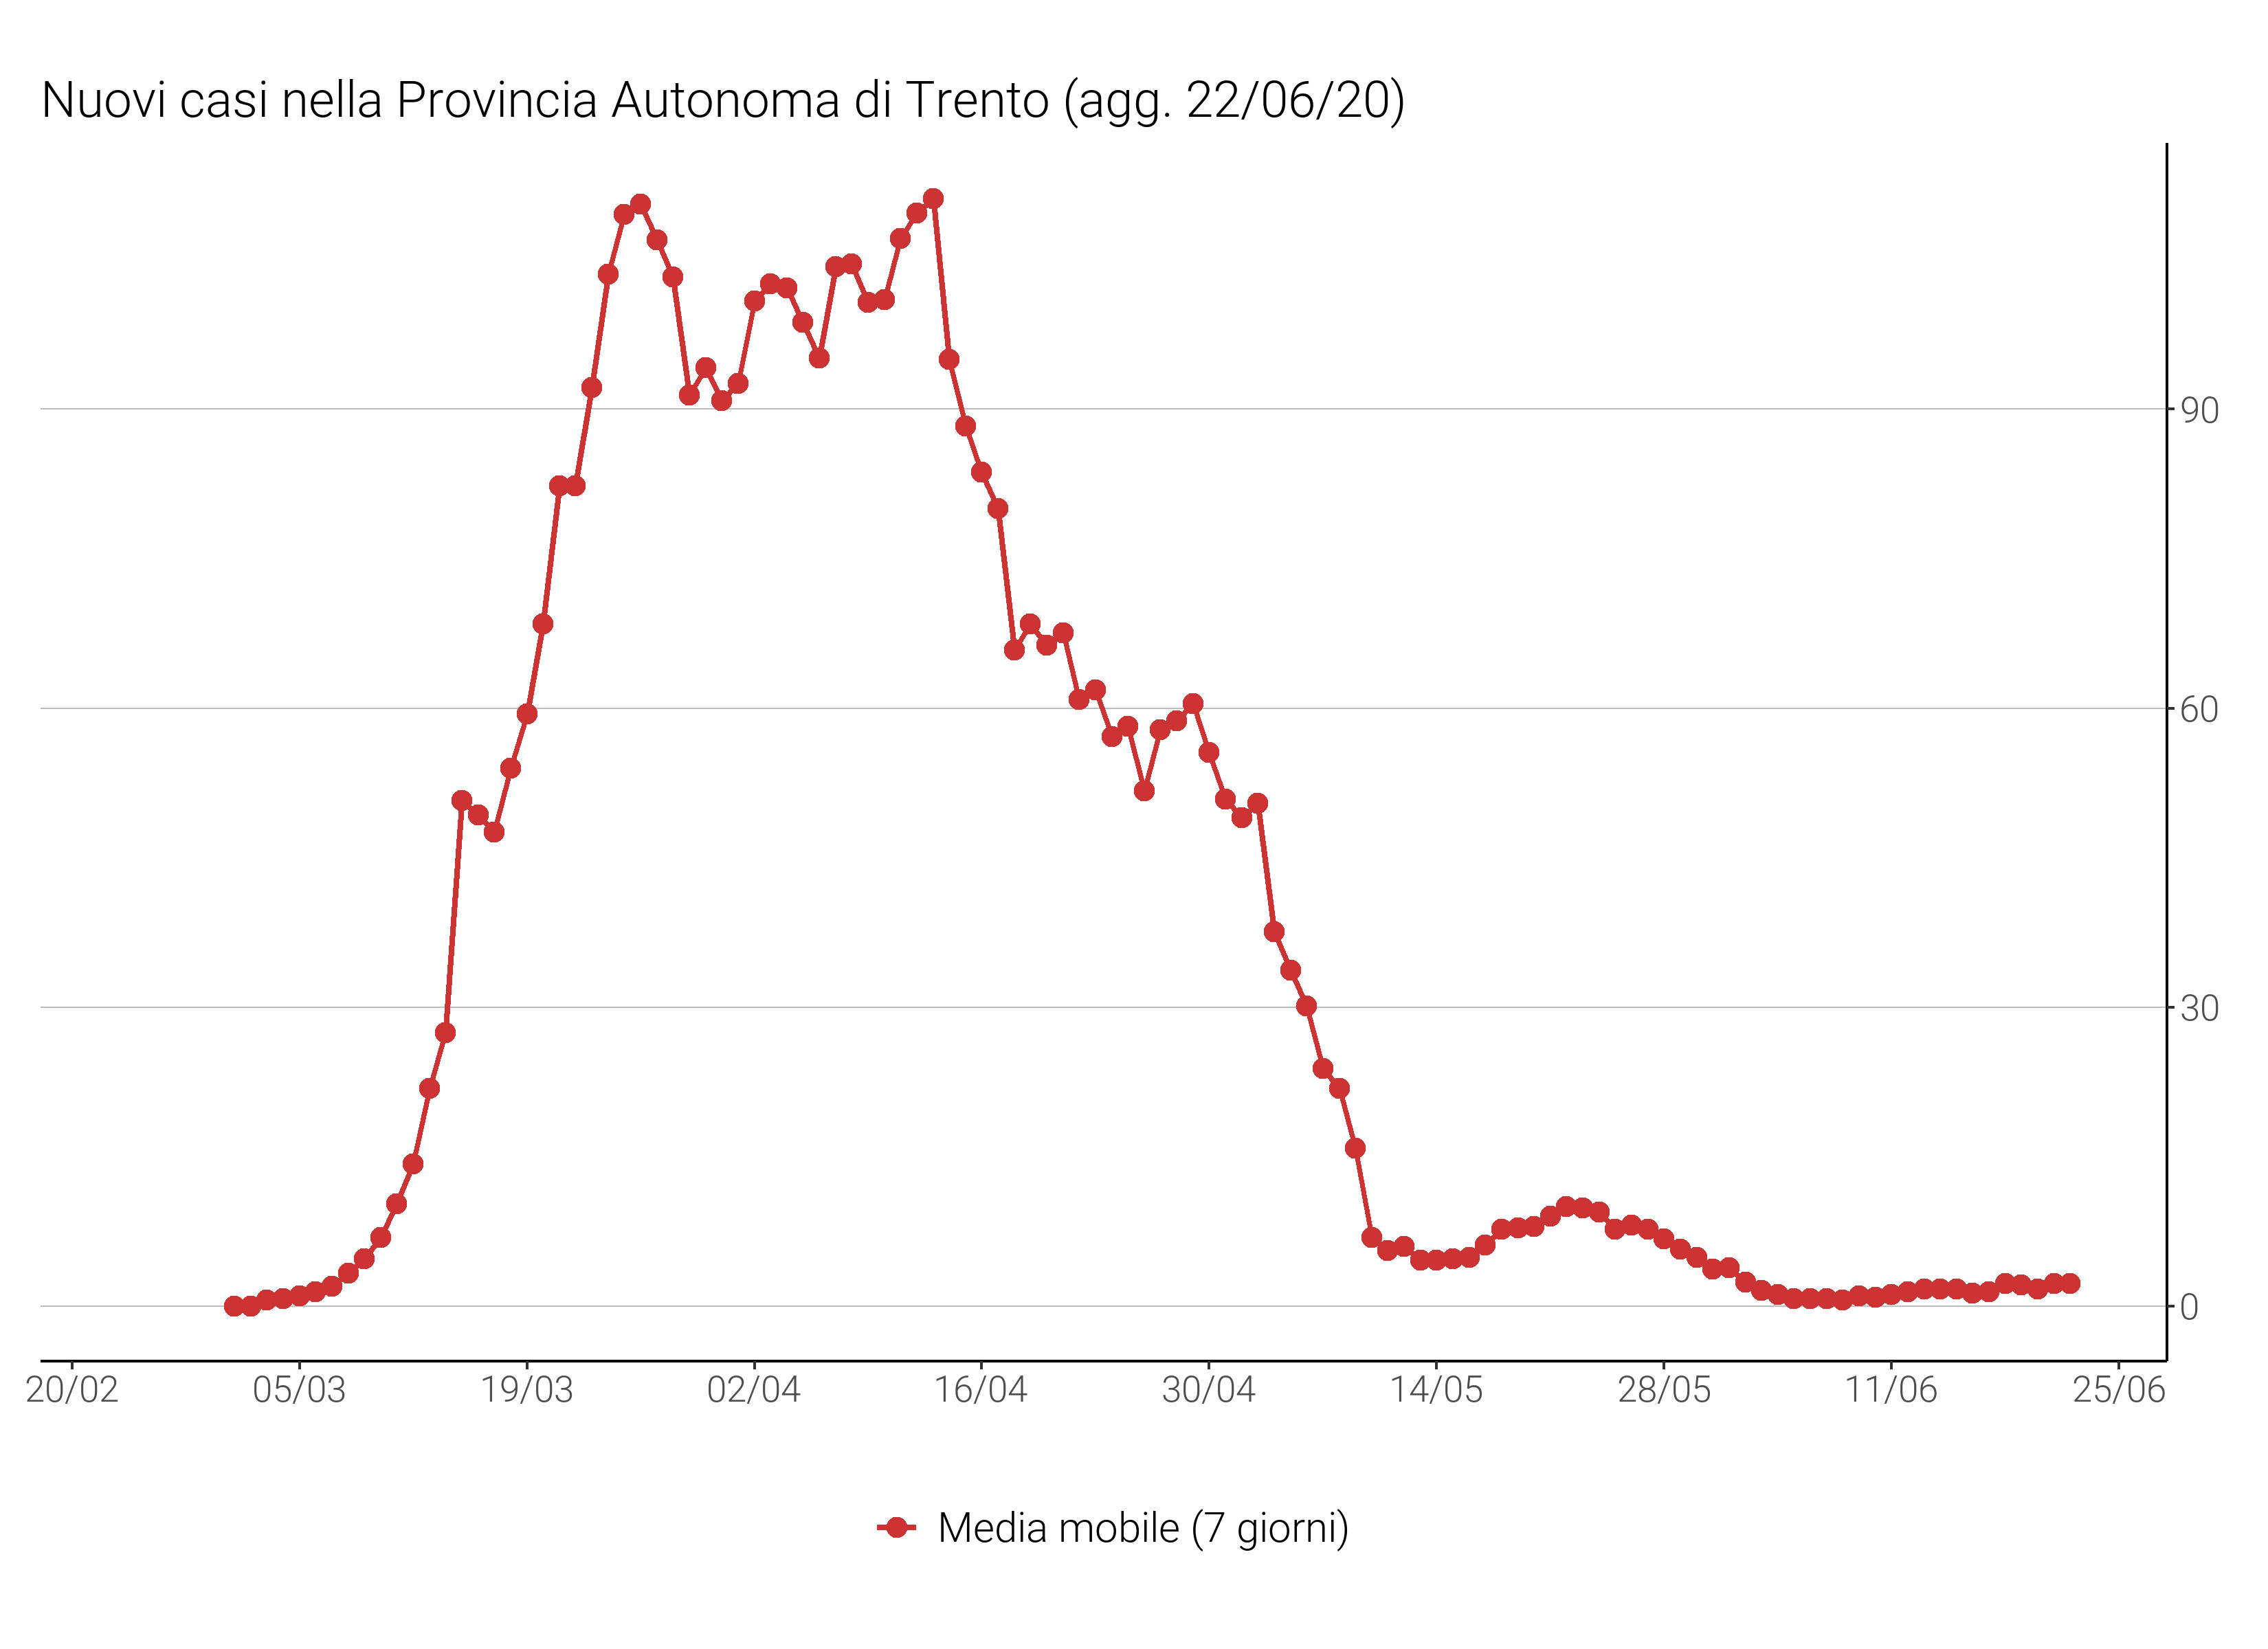 Nuovi casi nella Provincia Autonoma di Trento (agg. 22/06/20)
90
60
30
0
20/02 05/03 19/03 02/04 16/04 30/04 14/05 28/05 11/06 25/06
Media mobile (7 giorni)